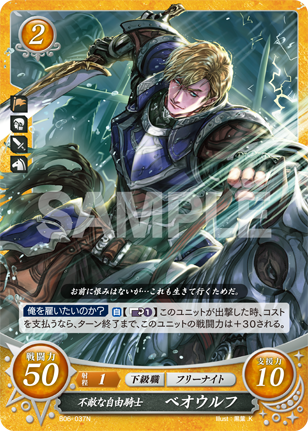 2
SAMPLE
お前に恨みはないが…これも生きて行くためだ。
俺を雇いたいのか? 自 [1] このユニットが出撃した時、コスト
を支払うなら、ターン終了まで、このユニットの戦闘力は+30される。
戦闘力
50
射程
1
下級職
フリーナイト
支援力
10
不敵な自由騎士 ベオウルフ
B06-037N
Illust: